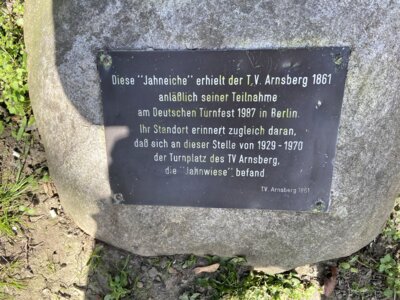 Diese "Jahneiche" erhielt der T.V. Arnsberg 1861
anläßlich seiner Teilnahme
am Deutschen Turnfest 1987 in Berlin.
Ihr Standort erinnert zugleich daran,
daß sich an dieser Stelle von 1929 - 1970
der Turnplatz des TV Arnsberg,
die "Jahnwiese" befand.
TV. Arnsberg 1861